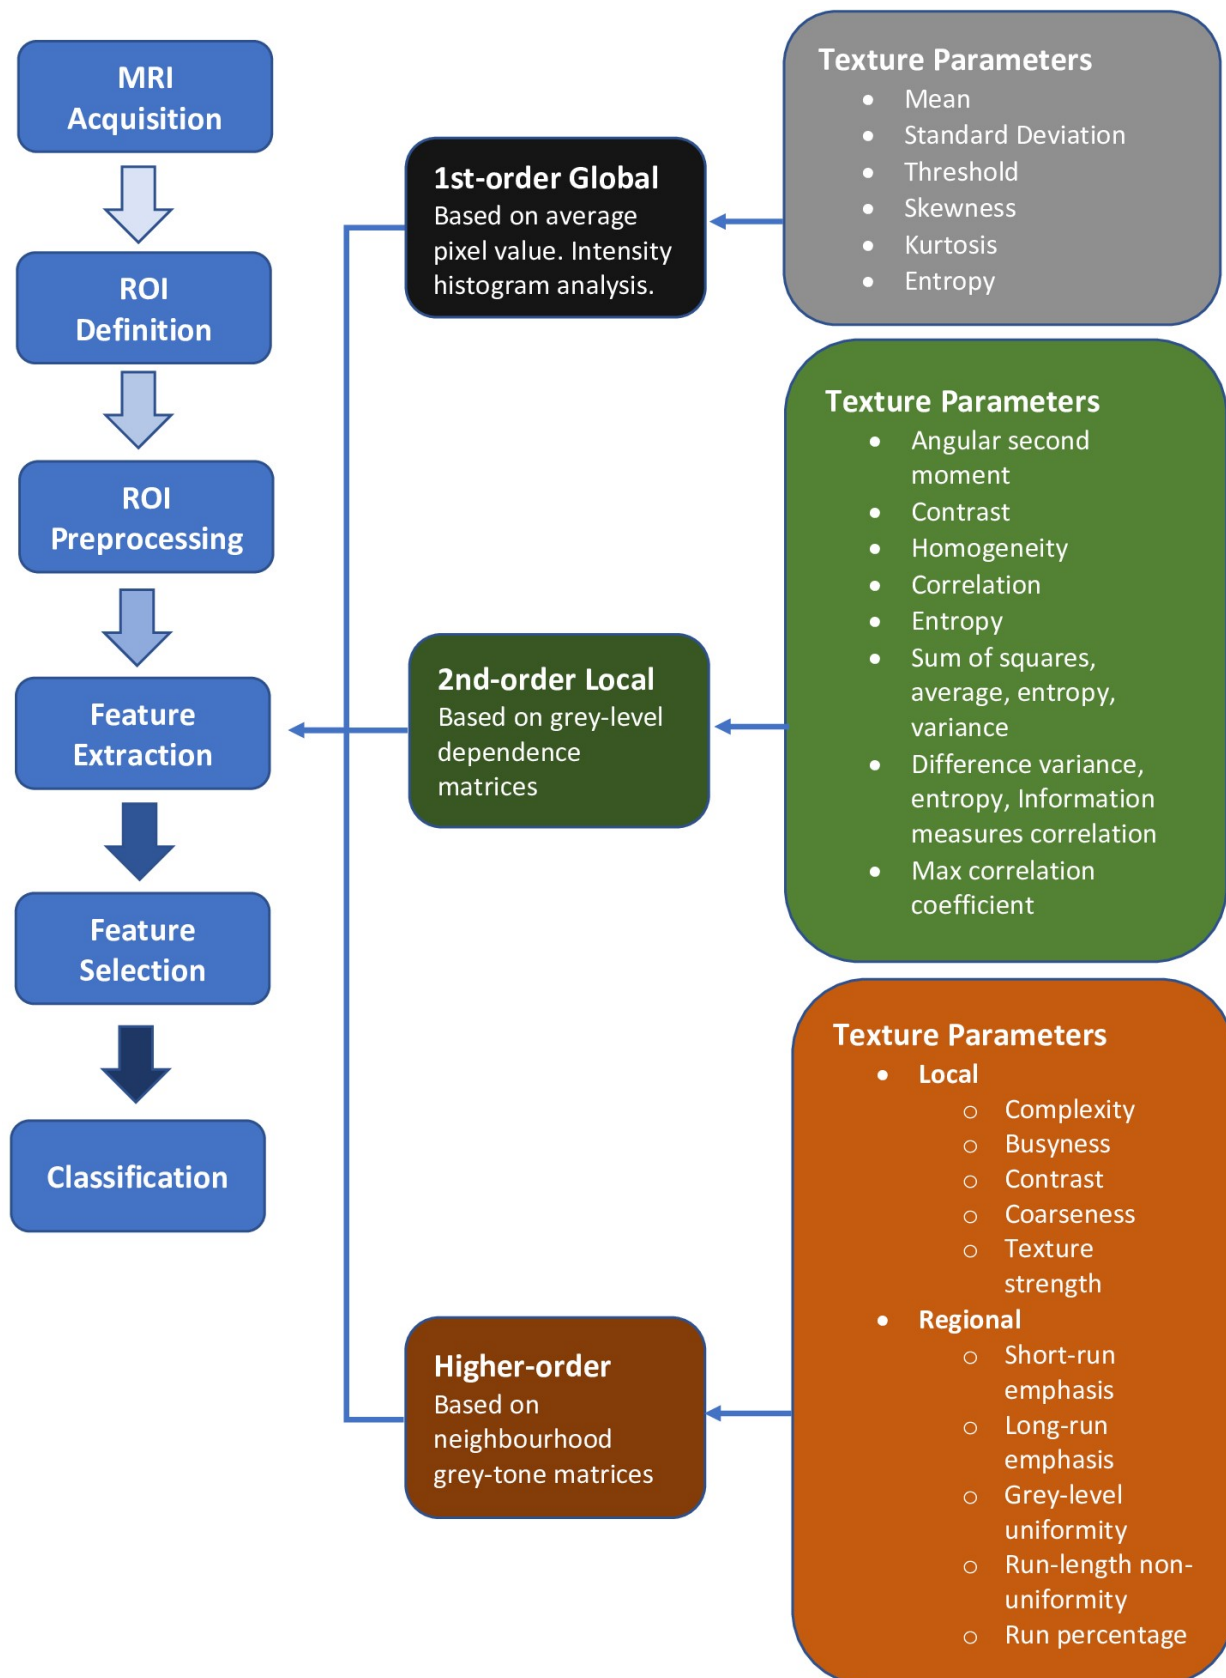 MRI
Acquisition
ROI
Definition
ROI
Preprocessing
Feature
Extraction
Feature
Selection
Classification
1st-order Global
Based on average
pixel value. Intensity
histogram analysis.
2nd-order Local
Based on grey-level
dependence
matrices
Higher-order
Based on
neighbourhood
grey-tone matrices
Texture Parameters
• Mean
• Standard Deviation
• Threshold
• Skewness
• Kurtosis
• Entropy
Texture Parameters
• Angular second
moment
• Contrast
• Homogeneity
• Correlation
• Entropy
• Sum of squares,
average, entropy,
variance
• Difference variance,
entropy, Information
measures correlation
• Max correlation
coefficient
Texture Parameters
• Local
o Complexity
o Busyness
o Contrast
o Coarseness
o Texture
strength
• Regional
o Short-run
emphasis
o Long-run
emphasis
o Grey-level
uniformity
o Run-length non-
uniformity
o Run percentage